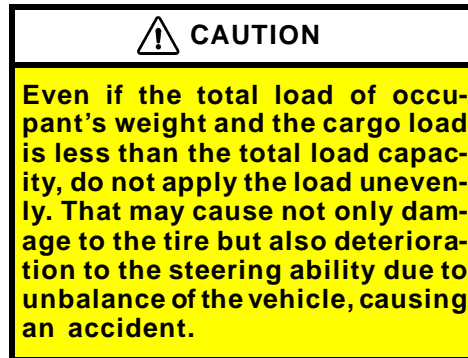 CAUTION
Even if the total load of occu-
pant's weight and the cargo load
is less than the total load capac-
ity, do not apply the load uneven-
ly. That may cause not only dam-
age to the tire but also deteriora-
tion to the steering ability due to
unbalance of the vehicle, causing
an accident.